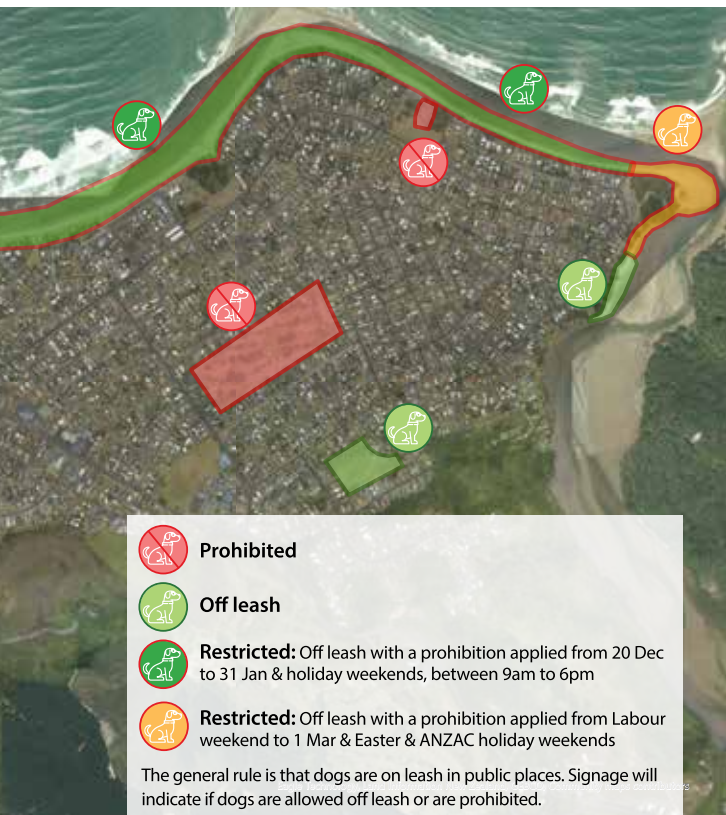 Prohibited
Off leash
Restricted: Off leash with a prohibition applied from 20 Dec
to 31 Jan & holiday weekends, between 9am to 6pm
Restricted: Off leash with a prohibition applied from Labour
weekend to 1 Mar & Easter & ANZAC holiday weekends
The general rule is that dogs are on leash in public places. Signage will
indicate if dogs are allowed off leash or are prohibited.